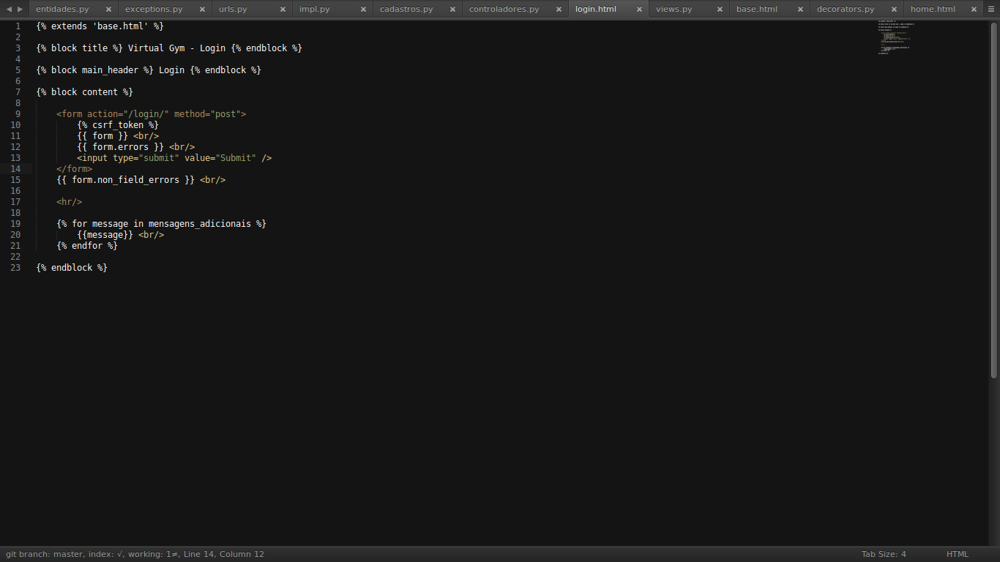 entidades.py × exceptions.py × urls.py × impl.py × cadastros.py × controladores.py × login.html × views.py × base.html × decorators.py × home.html ×
1 {% extends 'base.html' %}
2
3 {% block title %} Virtual Gym - Login {% endblock %}
4
5 {% block main_header %} Login {% endblock %}
6
7 {% block content %}
8
9 <form action="/login/" method="post">
10 {% csrf_token %}
11 {{ form }} <br/>
12 {{ form.errors }} <br/>
13 <input type="submit" value="Submit" />
14 </form>
15 {{ form.non_field_errors }} <br/>
16
17 <hr/>
18
19 {% for message in mensagens_adicionais %}
20 {{message}} <br/>
21 {% endfor %}
22
23 {% endblock %}
git branch: master, index: √, working: 1≠, Line 14, Column 12 Tab Size: 4 HTML